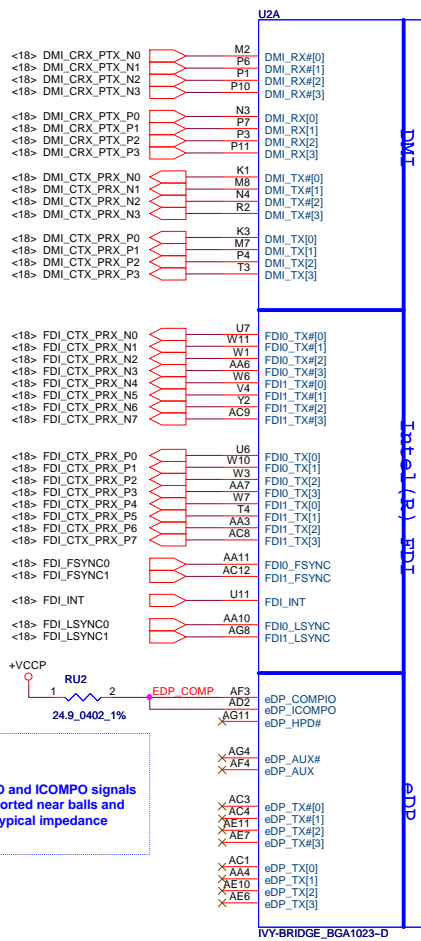 U2A
<18> DMI_CRX_PTX_N0 M2 DMI_RX#[0]
<18> DMI_CRX_PTX_N1 P6 DMI_RX#[1]
<18> DMI_CRX_PTX_N2 P1 DMI_RX#[2]
<18> DMI_CRX_PTX_N3 P10 DMI_RX#[3]
<18> DMI_CRX_PTX_P0 N3 DMI_RX[0]
<18> DMI_CRX_PTX_P1 P7 DMI_RX[1]
<18> DMI_CRX_PTX_P2 P3 DMI_RX[2]
<18> DMI_CRX_PTX_P3 P11 DMI_RX[3]
<18> DMI_CTX_PRX_N0 K1 DMI_TX#[0]
<18> DMI_CTX_PRX_N1 M8 DMI_TX#[1]
<18> DMI_CTX_PRX_N2 N4 DMI_TX#[2]
<18> DMI_CTX_PRX_N3 R2 DMI_TX#[3]
<18> DMI_CTX_PRX_P0 K3 DMI_TX[0]
<18> DMI_CTX_PRX_P1 M7 DMI_TX[1]
<18> DMI_CTX_PRX_P2 P4 DMI_TX[2]
<18> DMI_CTX_PRX_P3 T3 DMI_TX[3]
DMI
<18> FDI_CTX_PRX_N0 U7 FDI0_TX#[0]
<18> FDI_CTX_PRX_N1 W11 FDI0_TX#[1]
<18> FDI_CTX_PRX_N2 W1 FDI0_TX#[2]
<18> FDI_CTX_PRX_N3 AA6 FDI0_TX#[3]
<18> FDI_CTX_PRX_N4 W6 FDI1_TX#[0]
<18> FDI_CTX_PRX_N5 V4 FDI1_TX#[1]
<18> FDI_CTX_PRX_N6 Y2 FDI1_TX#[2]
<18> FDI_CTX_PRX_N7 AC9 FDI1_TX#[3]
<18> FDI_CTX_PRX_P0 U6 FDI0_TX[0]
<18> FDI_CTX_PRX_P1 W10 FDI0_TX[1]
<18> FDI_CTX_PRX_P2 W3 FDI0_TX[2]
<18> FDI_CTX_PRX_P3 AA7 FDI0_TX[3]
<18> FDI_CTX_PRX_P4 W7 FDI1_TX[0]
<18> FDI_CTX_PRX_P5 T4 FDI1_TX[1]
<18> FDI_CTX_PRX_P6 AA3 FDI1_TX[2]
<18> FDI_CTX_PRX_P7 AC8 FDI1_TX[3]
<18> FDI_FSYNC0 AA11 FDI0_FSYNC
<18> FDI_FSYNC1 AC12 FDI1_FSYNC
<18> FDI_INT U11 FDI_INT
<18> FDI_LSYNC0 AA10 FDI0_LSYNC
<18> FDI_LSYNC1 AG8 FDI1_LSYNC
Intel(R) FDI
+VCCP
RU2
1 2 EDP_COMP AF3 eDP_COMPIO
AD2 eDP_ICOMPO
24.9_0402_1%
AG11 eDP_HPD#
AG4 eDP_AUX#
AF4 eDP_AUX
AC3 eDP_TX#[0]
AC4 eDP_TX#[1]
AE11 eDP_TX#[2]
AE7 eDP_TX#[3]
AC1 eDP_TX[0]
AA4 eDP_TX[1]
AE10 eDP_TX[2]
AE6 eDP_TX[3]
eDP
and ICOMPO signals
near balls and
impedance
IVY-BRIDGE_BGA1023~D